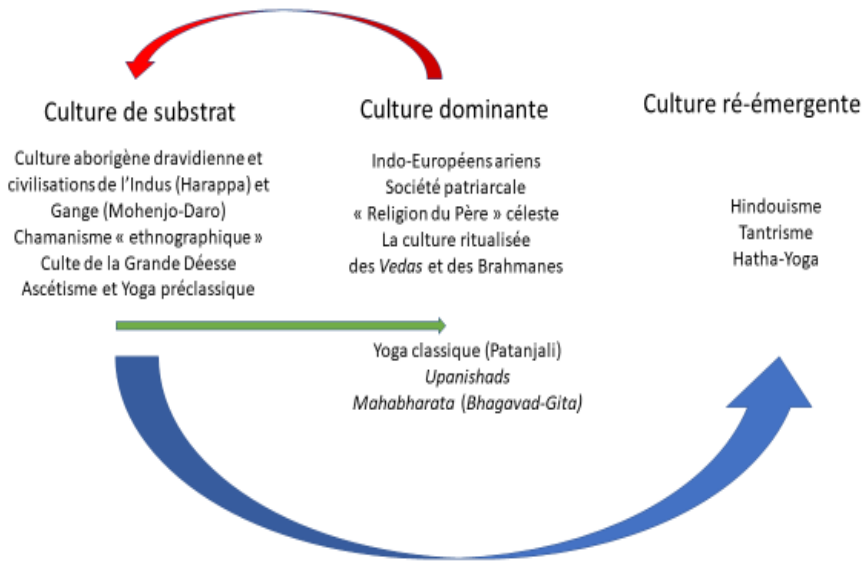 Culture de substrat
Culture aborigène dravidienne et
civilisations de l'Indus (Harappa) et
Gange (Mohenjo-Daro)
Chamanisme « ethnographique »
Culte de la Grande Déesse
Ascétisme et Yoga préclassique
Culture dominante
Indo-Européens ariens
Société patriarcale
« Religion du Père » céleste
La culture ritualisée
des Vedas et des Brahmanes
Yoga classique (Patanjali)
Upanishads
Mahabharata (Bhagavad-Gita)
Culture ré-émergente
Hindouisme
Tantrisme
Hatha-Yoga